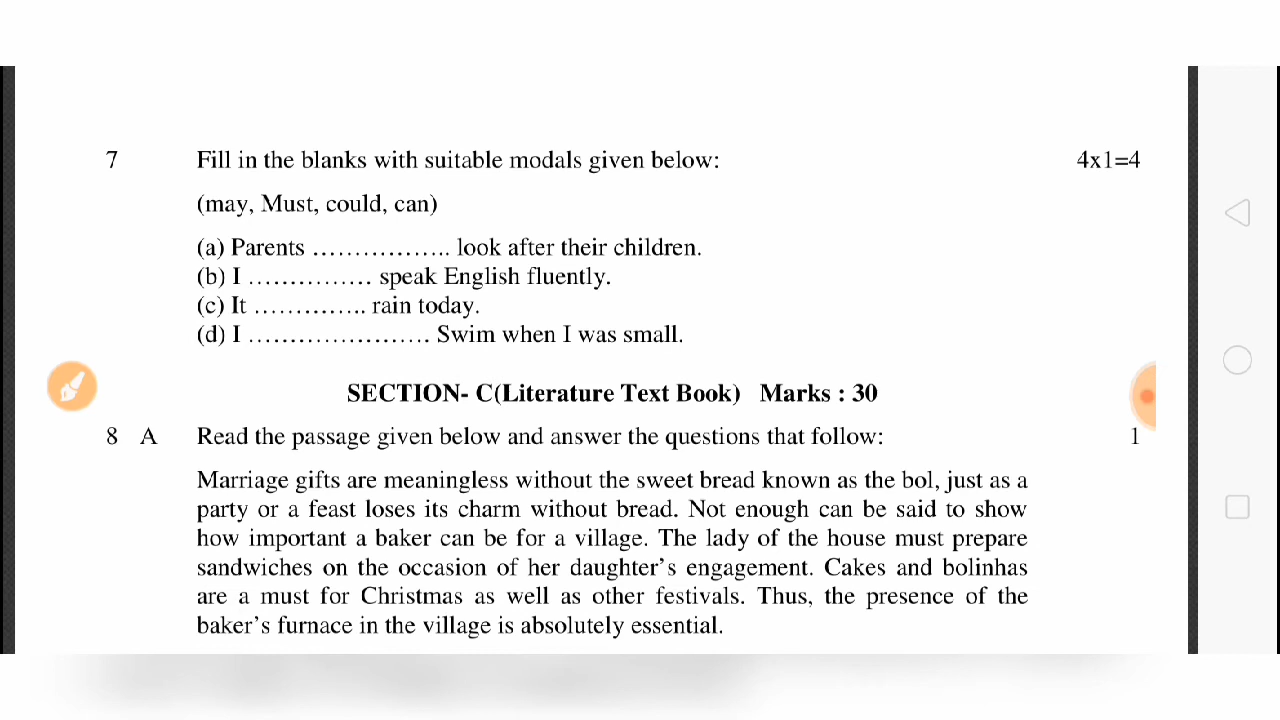 7 Fill in the blanks with suitable modals given below: 4x1=4
(may, Must, could, can)
(a) Parents ................. look after their children.
(b) I ............... speak English fluently.
(c) It .............. rain today.
(d) I ...................... Swim when I was small.
SECTION- C(Literature Text Book) Marks : 30
8 A Read the passage given below and answer the questions that follow: 1
Marriage gifts are meaningless without the sweet bread known as the bol, just as a
party or a feast loses its charm without bread. Not enough can be said to show
how important a baker can be for a village. The lady of the house must prepare
sandwiches on the occasion of her daughter's engagement. Cakes and bolinhas
are a must for Christmas as well as other festivals. Thus, the presence of the
baker's furnace in the village is absolutely essential.